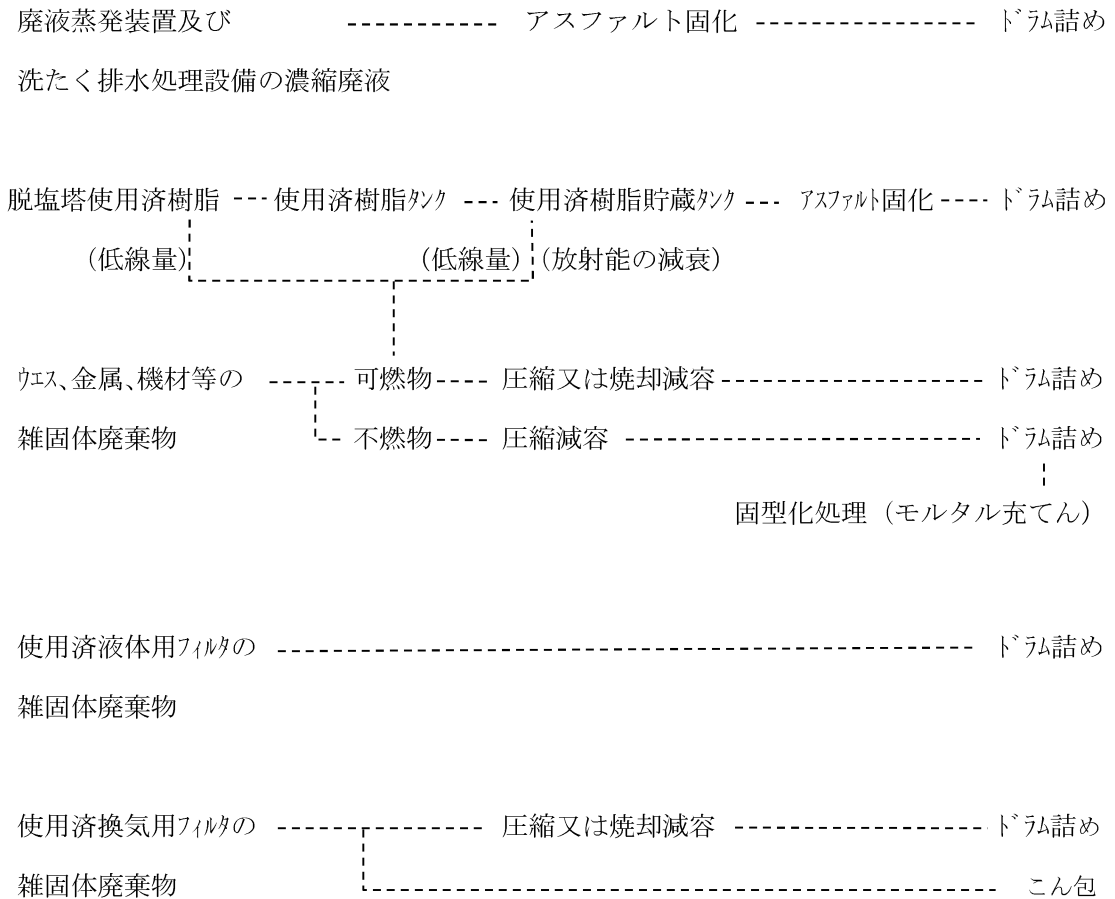 廃液蒸発装置及び アスファルト固化 ﾄﾞﾗﾑ詰め
洗たく排水処理設備の濃縮廃液
脱塩塔使用済樹脂 使用済樹脂ﾀﾝｸ 使用済樹脂貯蔵ﾀﾝｸ ｱｽﾌｧﾙﾄ固化 ﾄﾞﾗﾑ詰め
(低線量) (低線量) (放射能の減衰)
ｳｴｽ、金属、機材等の 可燃物 圧縮又は焼却減容 ﾄﾞﾗﾑ詰め
雑固体廃棄物 不燃物 圧縮減容 ﾄﾞﾗﾑ詰め
固型化処理（モルタル充てん）
使用済液体用ﾌｨﾙﾀの ﾄﾞﾗﾑ詰め
雑固体廃棄物
使用済換気用ﾌｨﾙﾀの 圧縮又は焼却減容 ﾄﾞﾗﾑ詰め
雑固体廃棄物 こん包